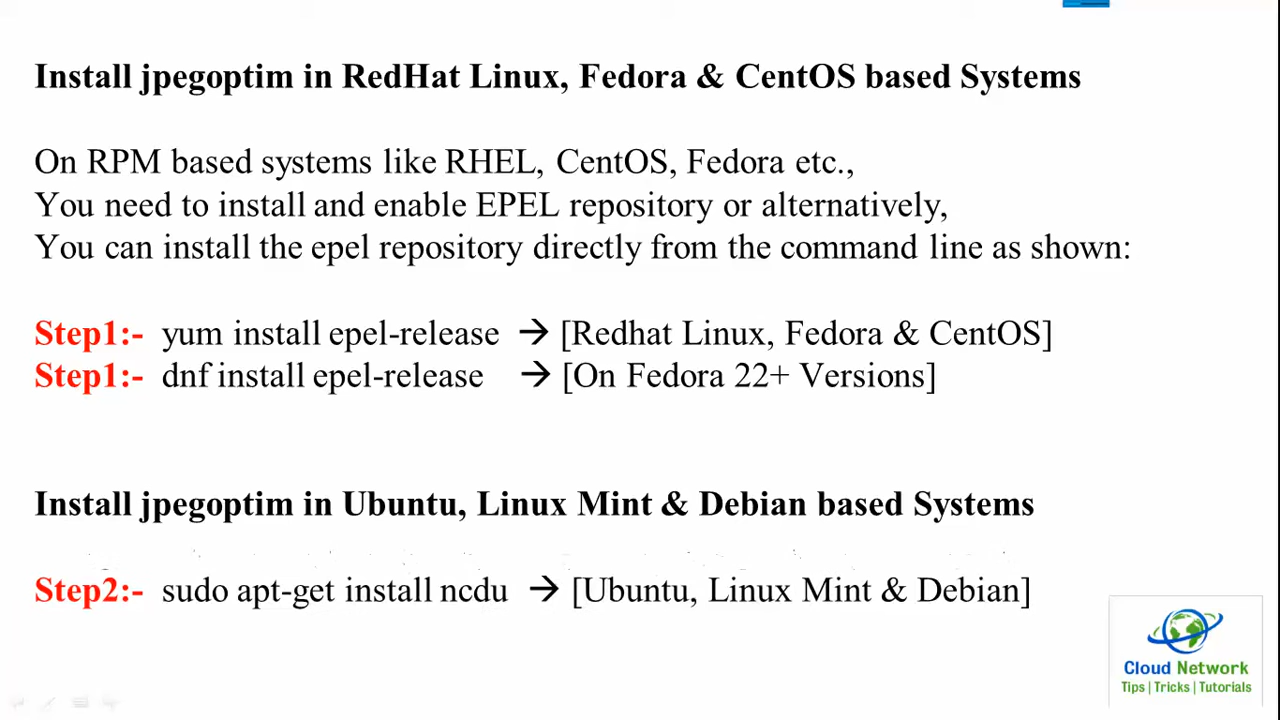 Install jpegoptim in RedHat Linux, Fedora & CentOS based Systems
On RPM based systems like RHEL, CentOS, Fedora etc.,
You need to install and enable EPEL repository or alternatively,
You can install the epel repository directly from the command line as shown:
Step1:- yum install epel-release → [Redhat Linux, Fedora & CentOS]
Step1:- dnf install epel-release → [On Fedora 22+ Versions]
Install jpegoptim in Ubuntu, Linux Mint & Debian based Systems
Step2:- sudo apt-get install ncdu → [Ubuntu, Linux Mint & Debian]
Cloud Network
Tips | Tricks | Tutorials